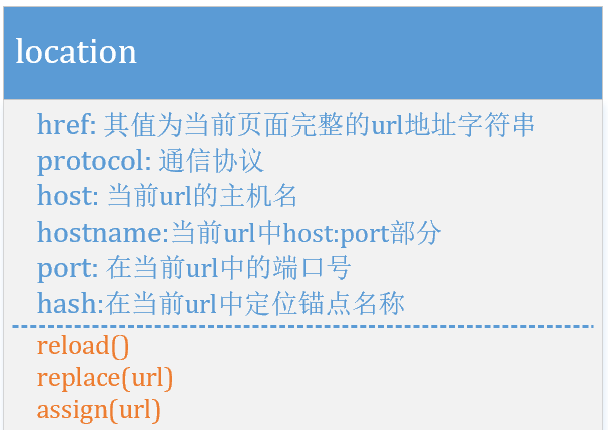 location
href: 其值为当前页面完整的url地址字符串
protocol: 通信协议
host: 当前url的主机名
hostname:当前url中host:port部分
port: 在当前url中的端口号
hash:在当前url中定位锚点名称
reload()
replace(url)
assign(url)